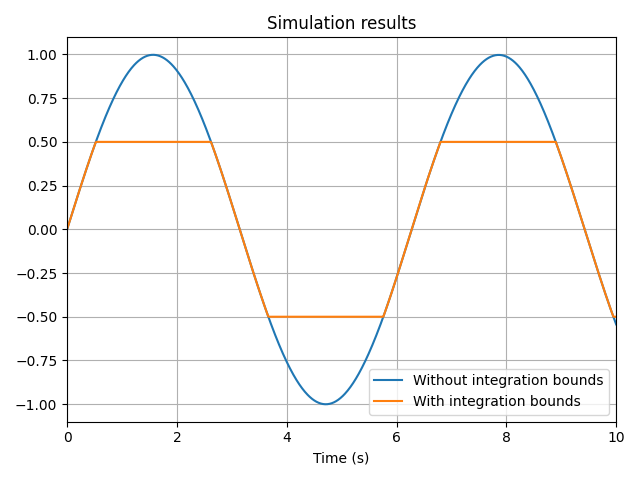 Simulation results
1.00
0.75
0.50
0.25
0.00
−0.25
−0.50
−0.75
−1.00
Without integration bounds
With integration bounds
0 2 4 6 8 10
Time (s)